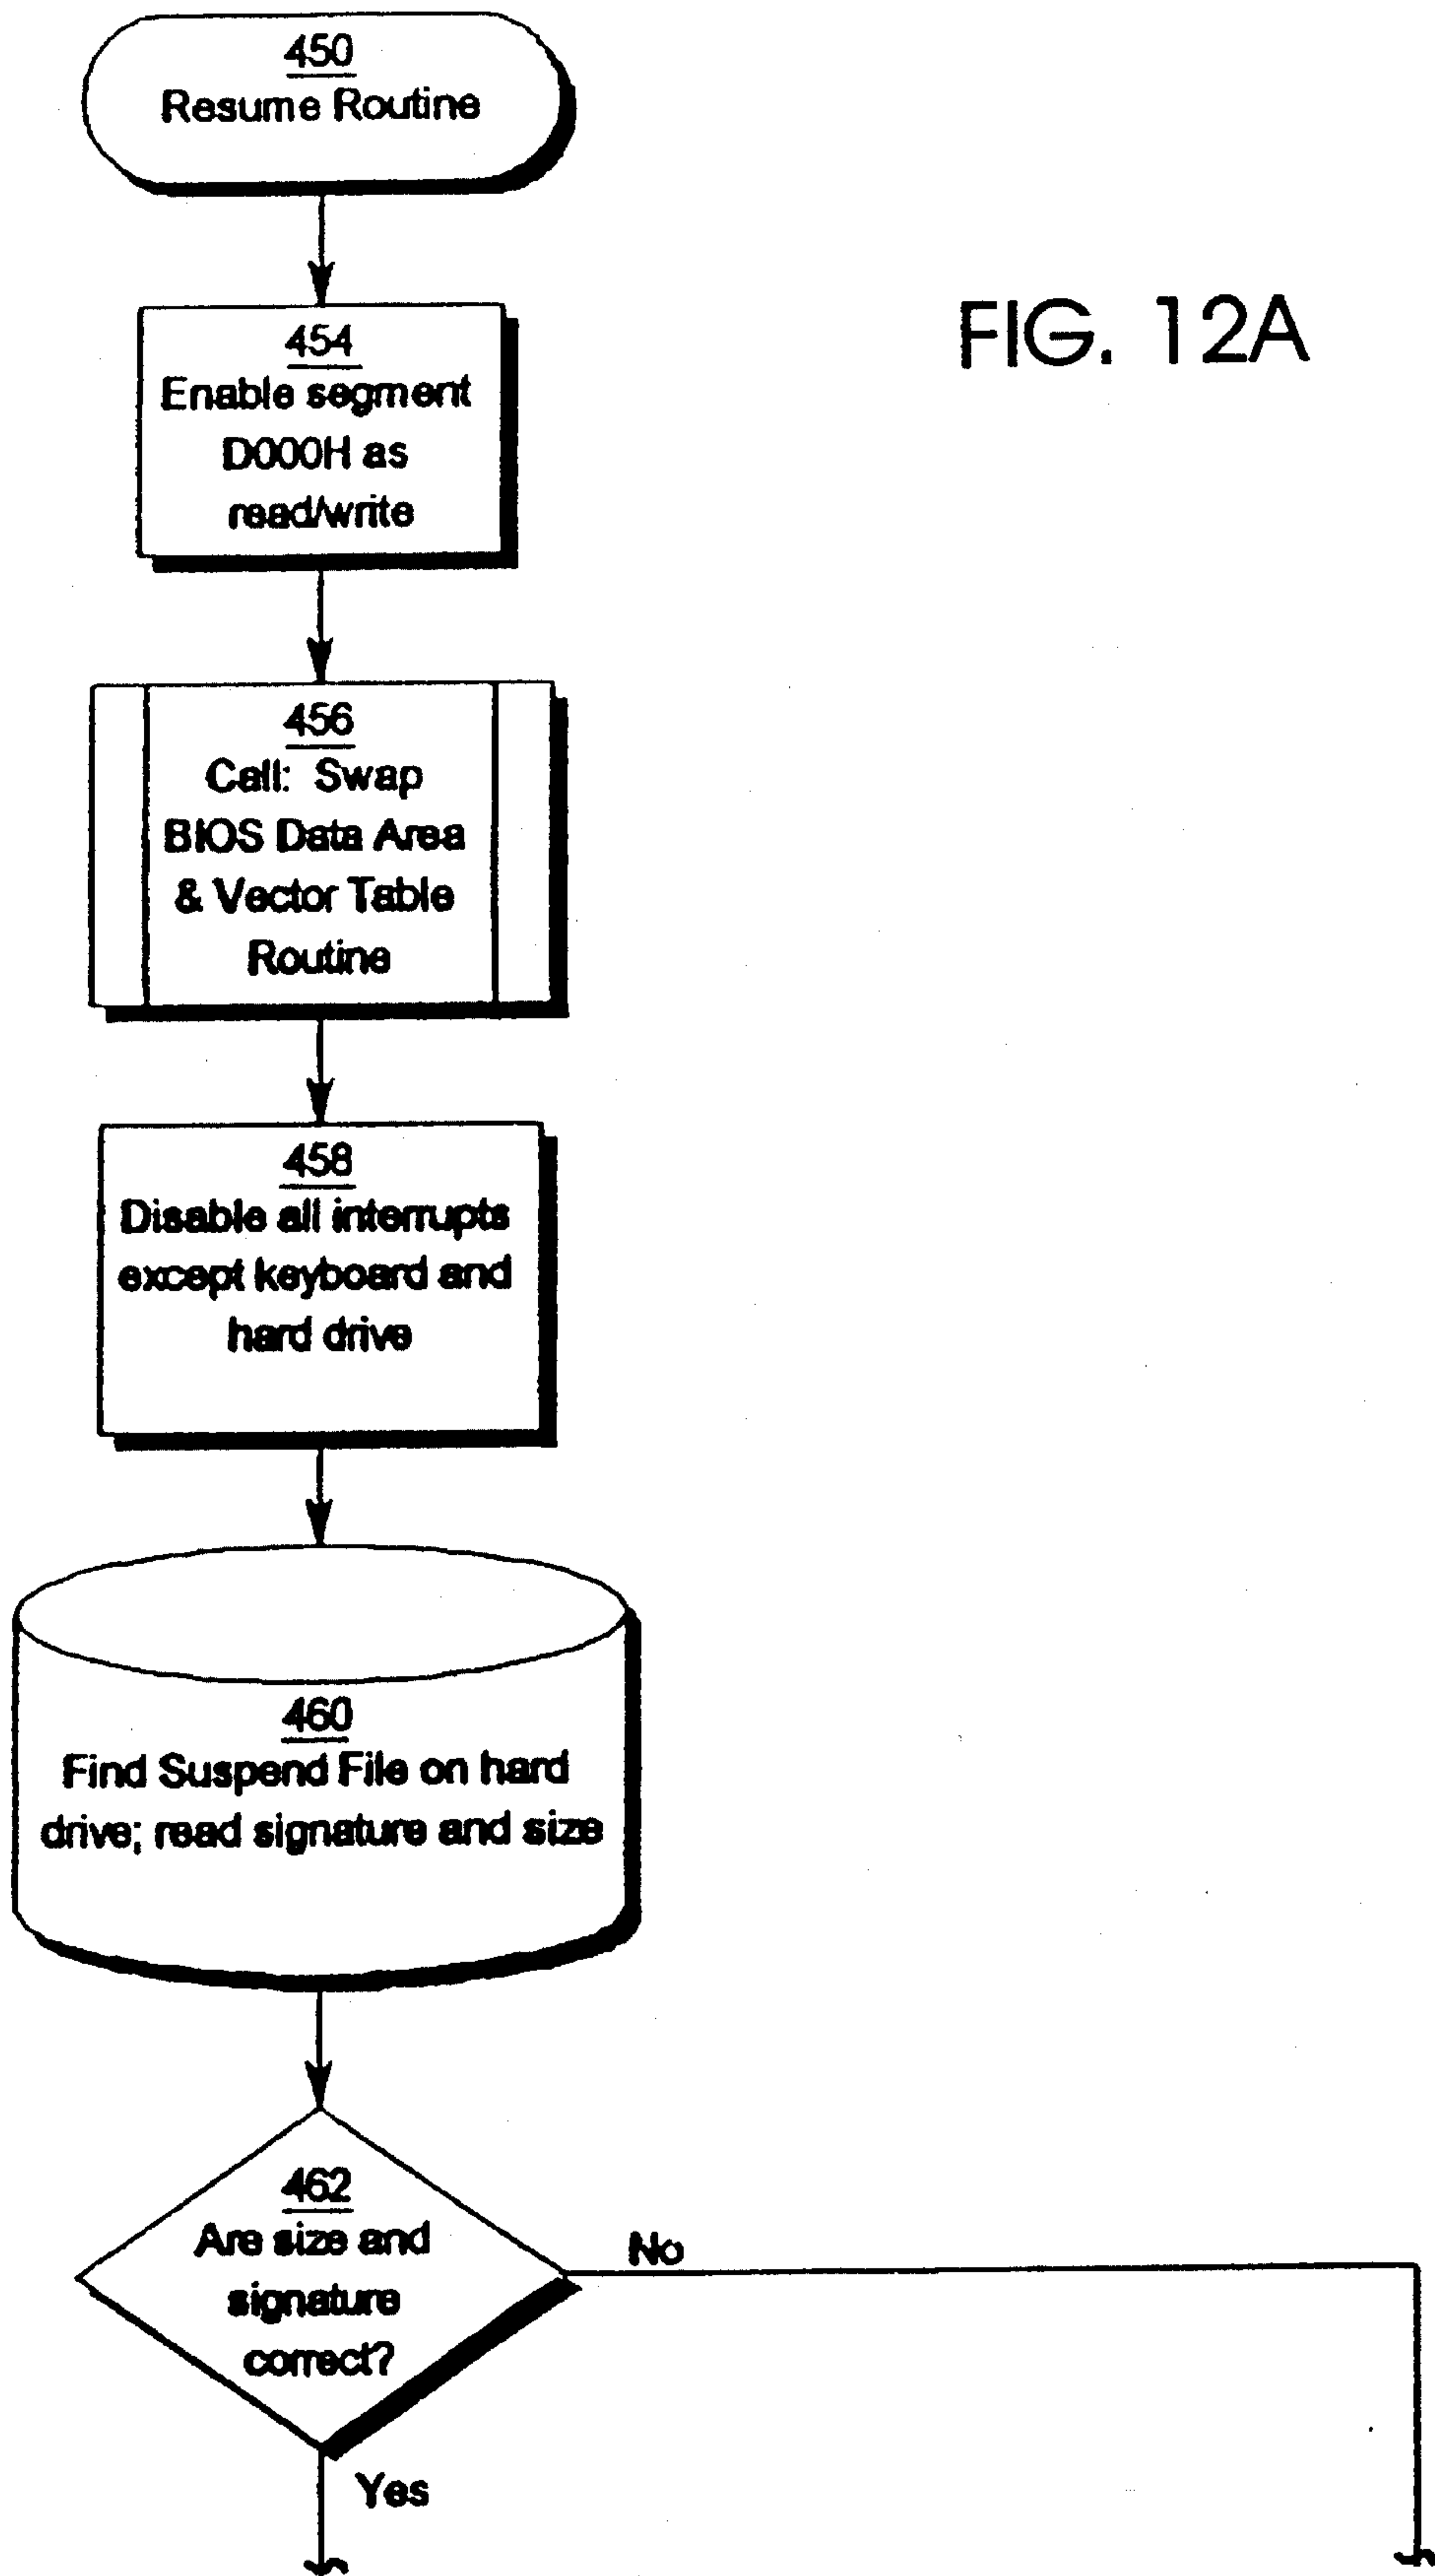 450
Resume Routine
FIG. 12A
454
Enable segment
D000H as
read/write
456
Call: Swap
BIOS Data Area
& Vector Table
Routine
458
Disable all interrupts
except keyboard and
hard drive
460
Find Suspend File on hard
drive; read signature and size
462
Are size and
signature
correct?
No
Yes